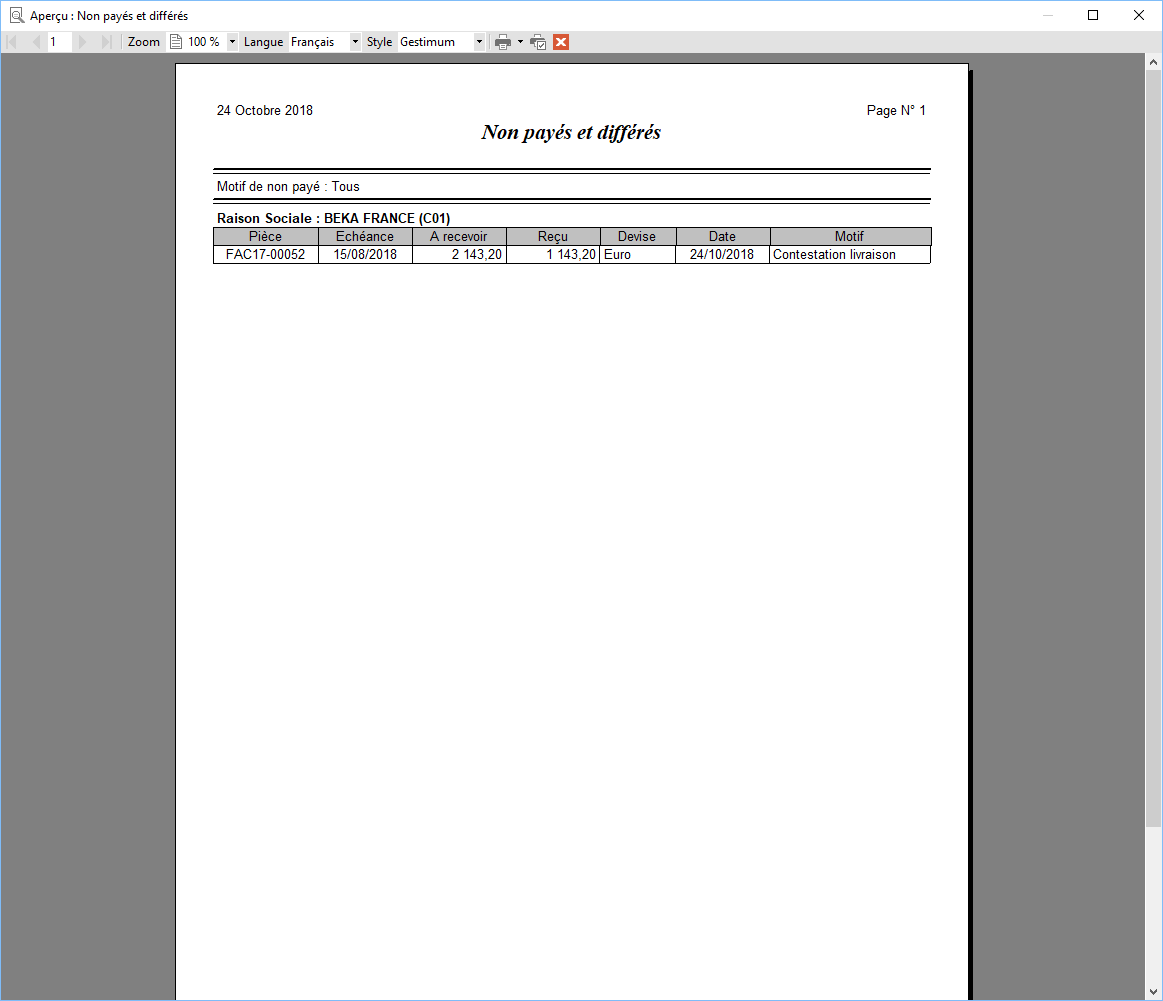 Aperçu : Non payés et différés
1 Zoom 100 % Langue Français Style Gestimum
24 Octobre 2018 Page N° 1
Non payés et différés
Motif de non payé : Tous
Raison Sociale : BEKA FRANCE (C01)
Pièce Echéance A recevoir Reçu Devise Date Motif
FAC17-00052 15/08/2018 2 143,20 1 143,20 Euro 24/10/2018 Contestation livraison